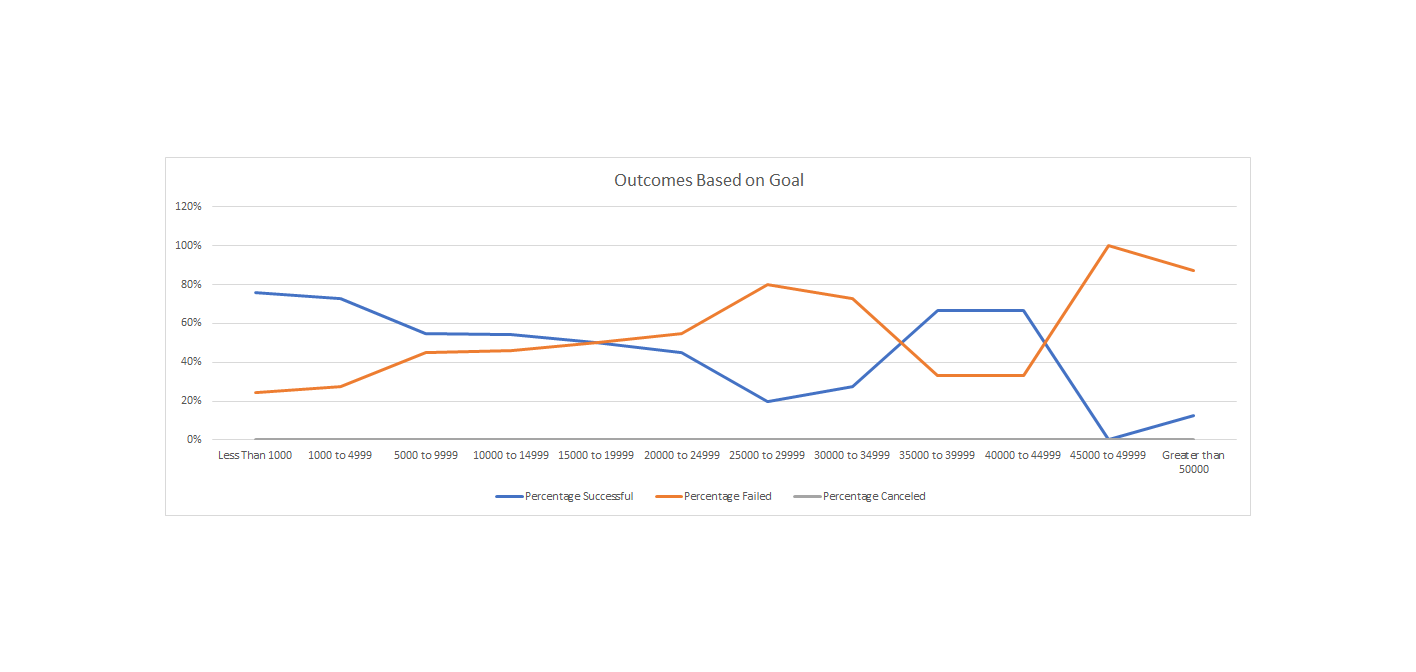 Outcomes Based on Goal
120%
100%
80%
60%
40%
20%
0%
Less Than 1000 1000 to 4999 5000 to 9999 10000 to 14999 15000 to 19999 20000 to 24999 25000 to 29999 30000 to 34999 35000 to 39999 40000 to 44999 45000 to 49999 Greater than
50000
Percentage Successful Percentage Failed Percentage Canceled